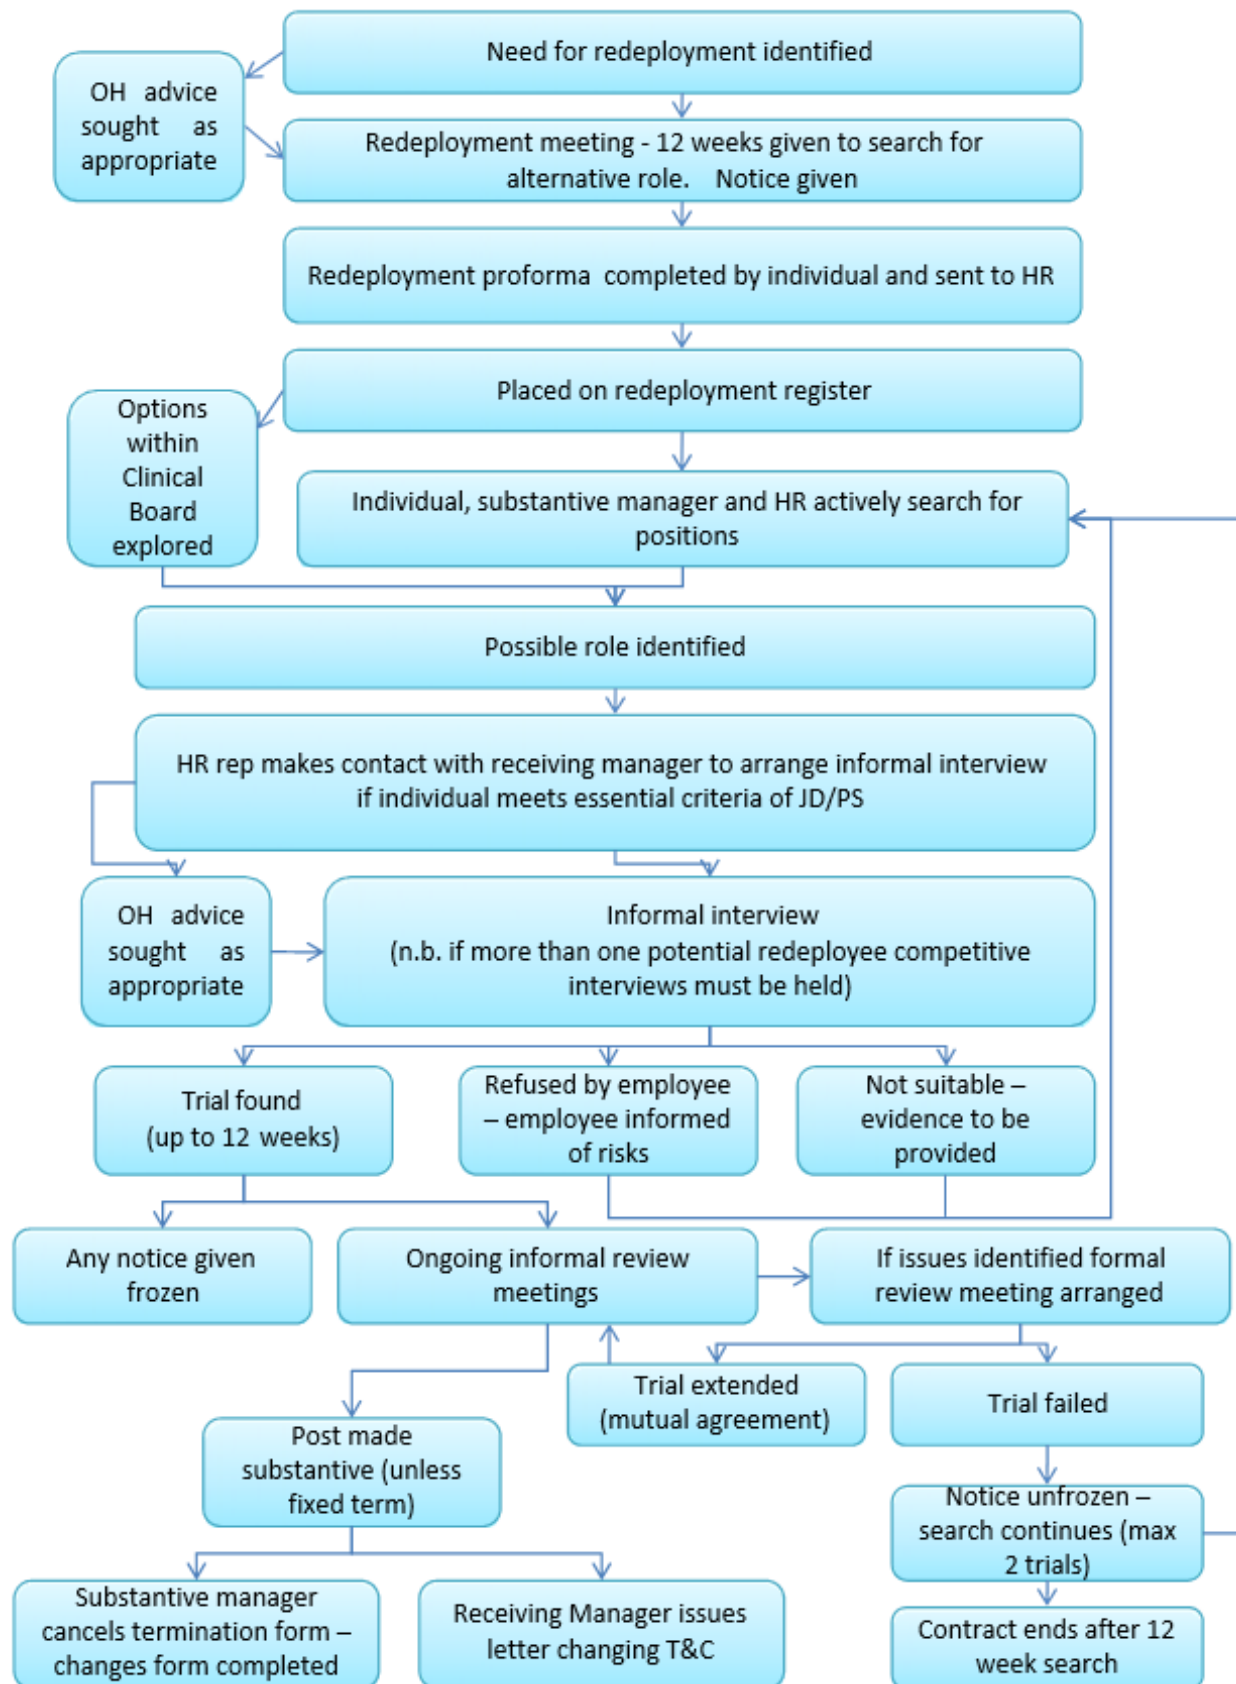 Need for redeployment identified
OH advice
sought as
appropriate
Redeployment meeting - 12 weeks given to search for
alternative role. Notice given
Redeployment proforma completed by individual and sent to HR
Placed on redeployment register
Options
within
Clinical
Board
explored
Individual, substantive manager and HR actively search for
positions
Possible role identified
HR rep makes contact with receiving manager to arrange informal interview
if individual meets essential criteria of JD/PS
OH advice
sought as
appropriate
Informal interview
(n.b. if more than one potential redeployee competitive
interviews must be held)
Trial found
(up to 12 weeks)
Refused by employee
– employee informed
of risks
Not suitable –
evidence to be
provided
Any notice given
frozen
Ongoing informal review
meetings
If issues identified formal
review meeting arranged
Trial extended
(mutual agreement)
Trial failed
Post made
substantive (unless
fixed term)
Notice unfrozen –
search continues (max
2 trials)
Substantive manager
cancels termination form –
changes form completed
Receiving Manager issues
letter changing T&C
Contract ends after 12
week search